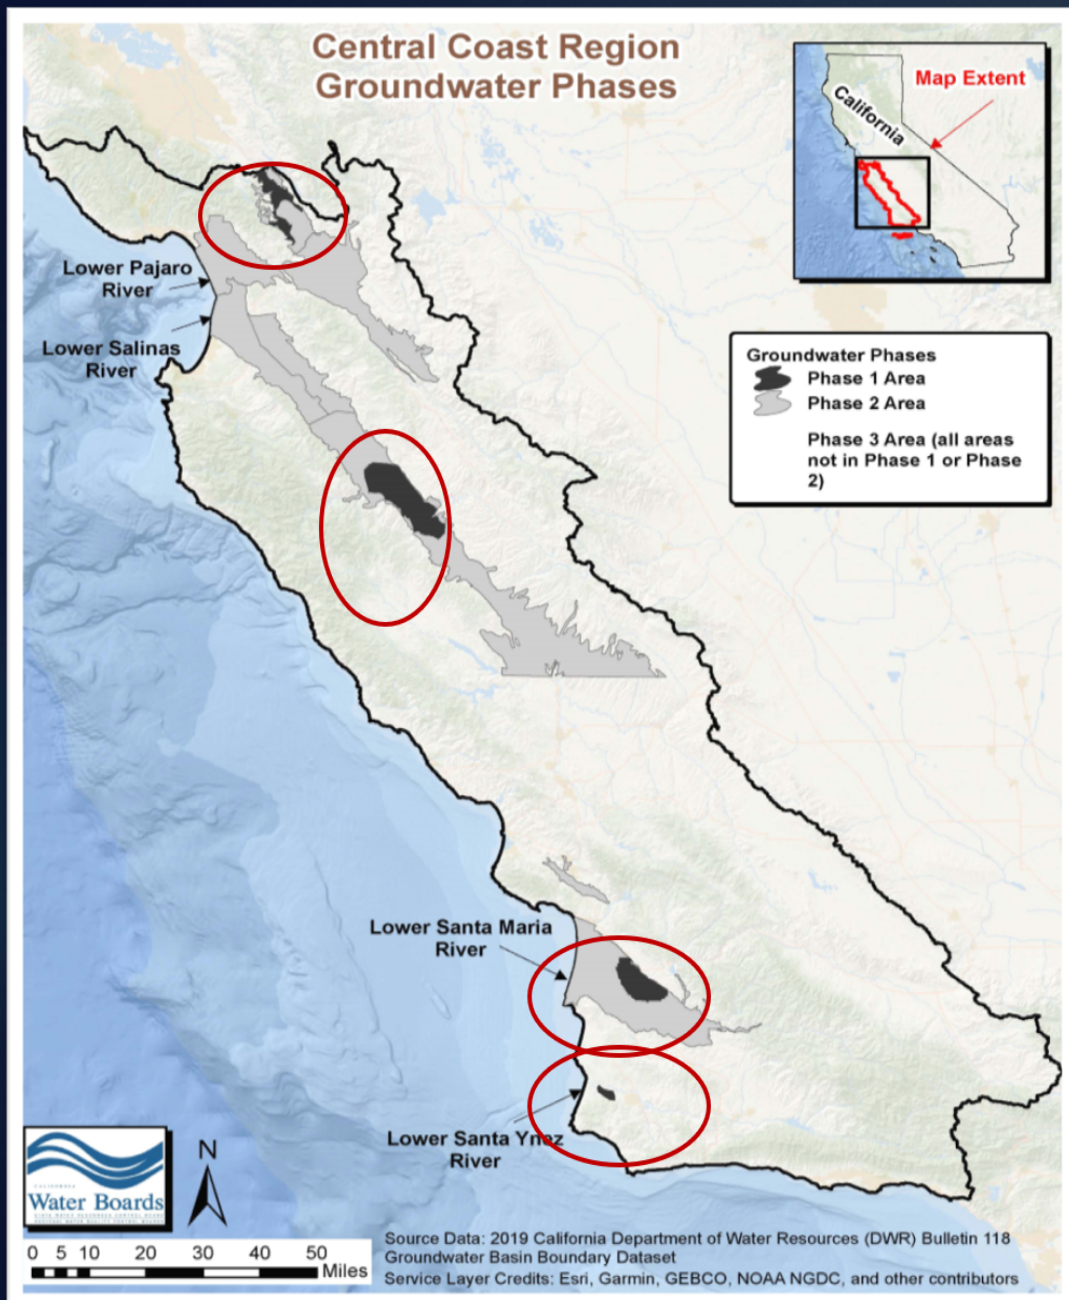 Central Coast Region
Groundwater Phases
Map Extent
California
Lower Pajaro
River
Lower Salinas
River
Groundwater Phases
Phase 1 Area
Phase 2 Area
Phase 3 Area (all areas
not in Phase 1 or Phase
2)
Lower Santa Maria
River
Lower Santa Ynez
River
CALIFORNIA
Water Boards
N
0 5 10 20 30 40 50
Miles
Source Data: 2019 California Department of Water Resources (DWR) Bulletin 118
Groundwater Basin Boundary Dataset
Service Layer Credits: Esri, Garmin, GEBCO, NOAA NGDC, and other contributors